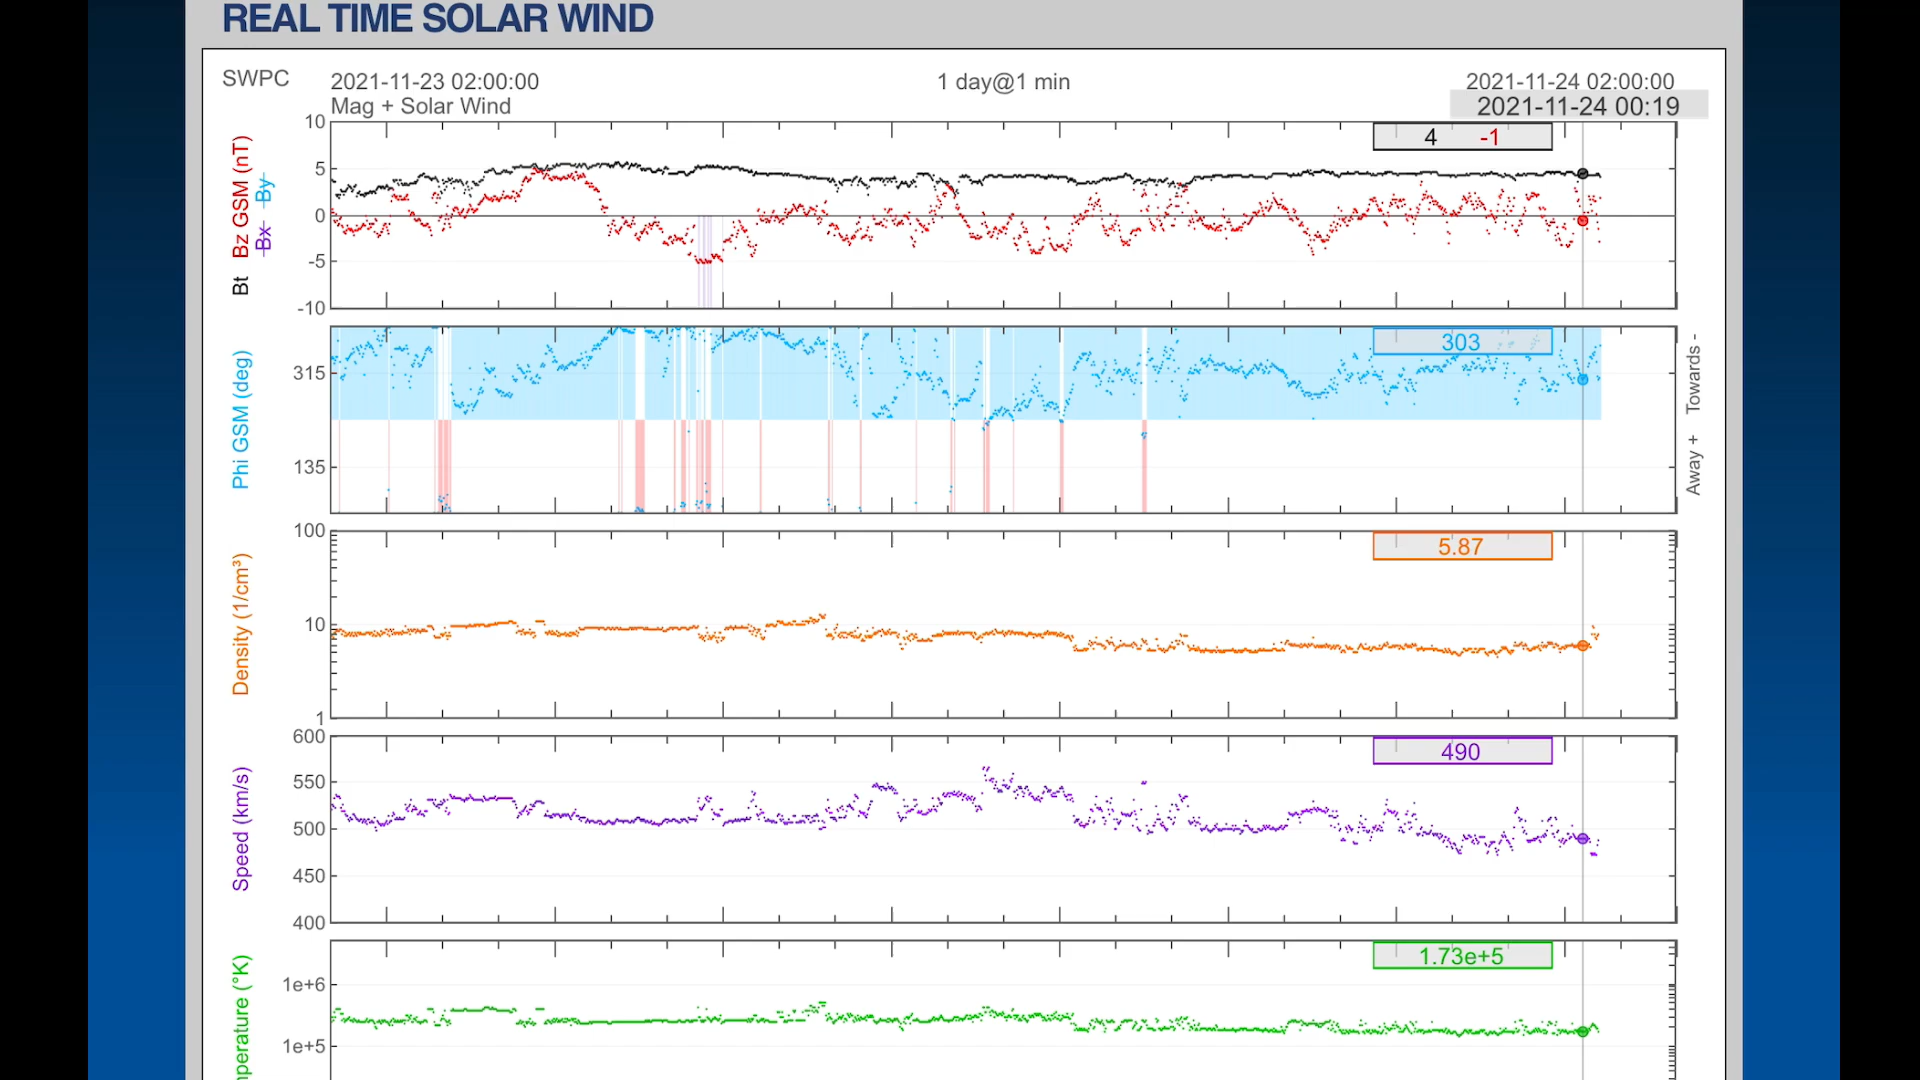 REAL TIME SOLAR WIND
SWPC
2021-11-23 02:00:00
1 day@1 min
2021-11-24 02:00:00
Mag + Solar Wind
2021-11-24 00:19
Bt Bz GSM (nT)
Bx By
10
5
0
-5
-10
4 -1
Phi GSM (deg)
315
135
303
Towards -
Away +
Density (1/cm³)
100
10
1
5.87
Speed (km/s)
600
550
500
450
400
490
mperature (°K)
1e+6
1e+5
1.73e+5